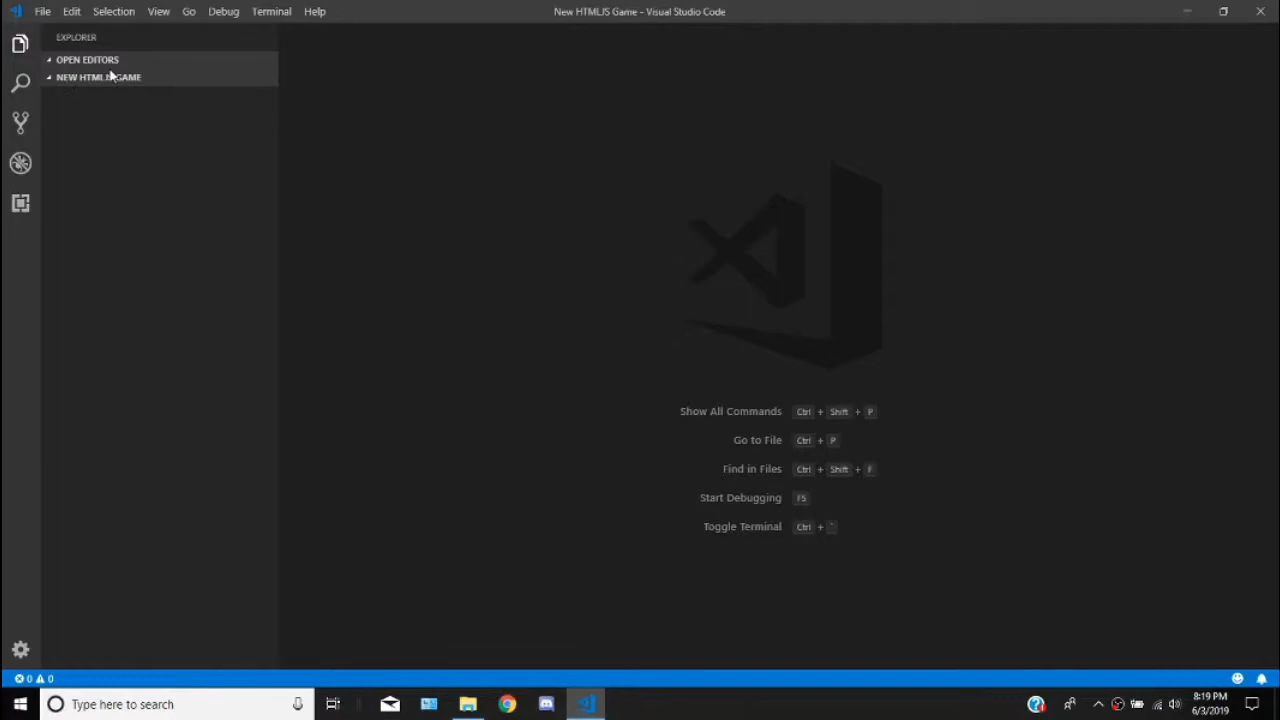 File Edit Selection View Go Debug Terminal Help
New HTMLJS Game - Visual Studio Code
EXPLORER
OPEN EDITORS
NEW HTMLJS GAME
Show All Commands Ctrl + Shift + P
Go to File Ctrl + P
Find in Files Ctrl + Shift + F
Start Debugging F5
Toggle Terminal Ctrl + `
0 0
Type here to search
8:19 PM
6/3/2019